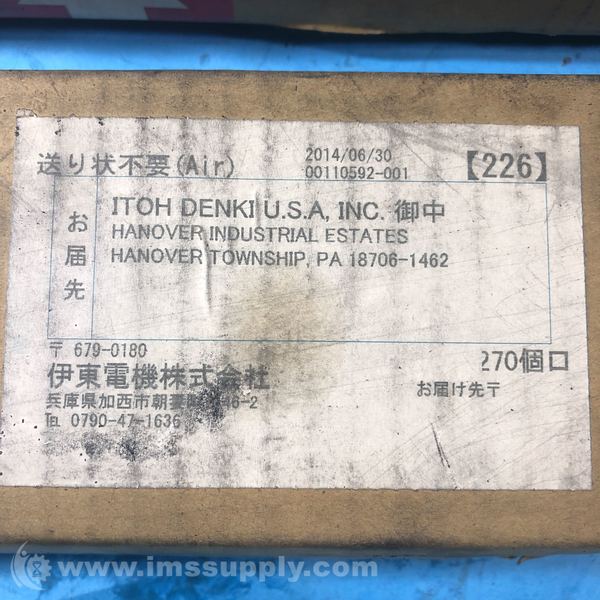 送り状不要(Air)
2014/06/30
00110592-001
【226】
お届先
ITOH DENKI U.S.A, INC. 御中
HANOVER INDUSTRIAL ESTATES
HANOVER TOWNSHIP, PA 18706-1462
〒 679-0180
伊東電機株式会社
兵庫県加西市朝妻町 46-2
℡ 0790-47-1636
270個口
お届け先〒
www.imssupply.com